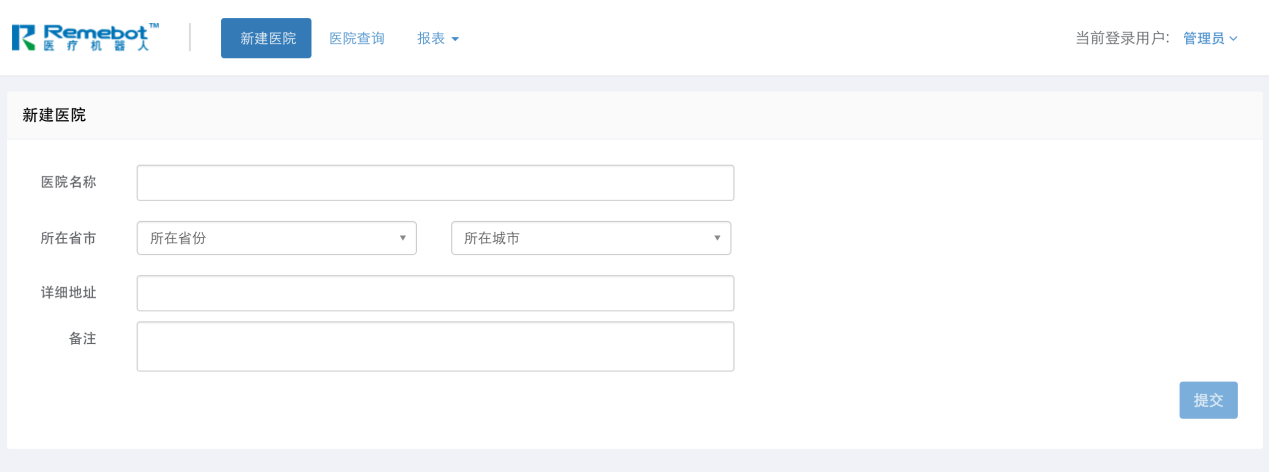 Remebot™
医疗机器人
新建医院 医院查询 报表 当前登录用户: 管理员
新建医院
医院名称
所在省市 所在省份 所在城市
详细地址
备注
提交